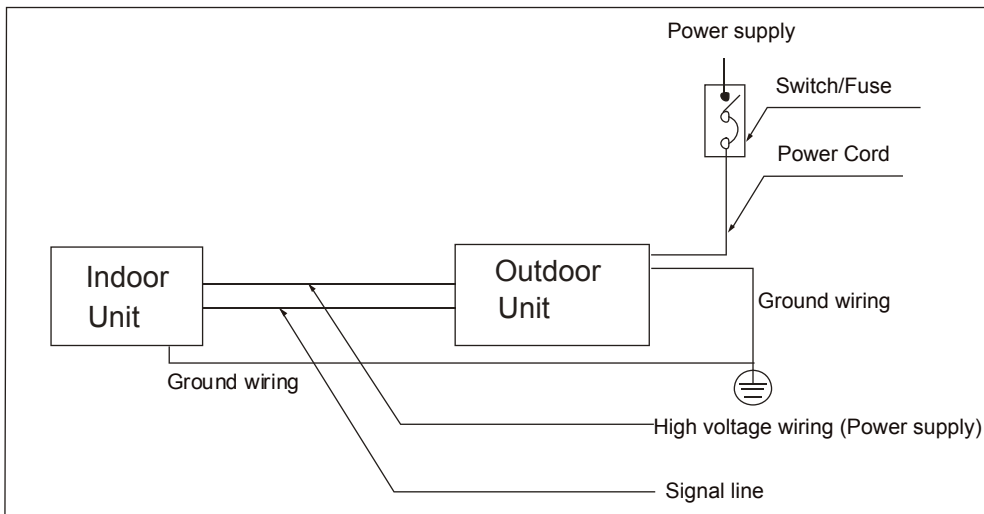 Power supply
Switch/Fuse
Power Cord
Indoor
Unit
Outdoor
Unit
Ground wiring
Ground wiring
High voltage wiring (Power supply)
Signal line